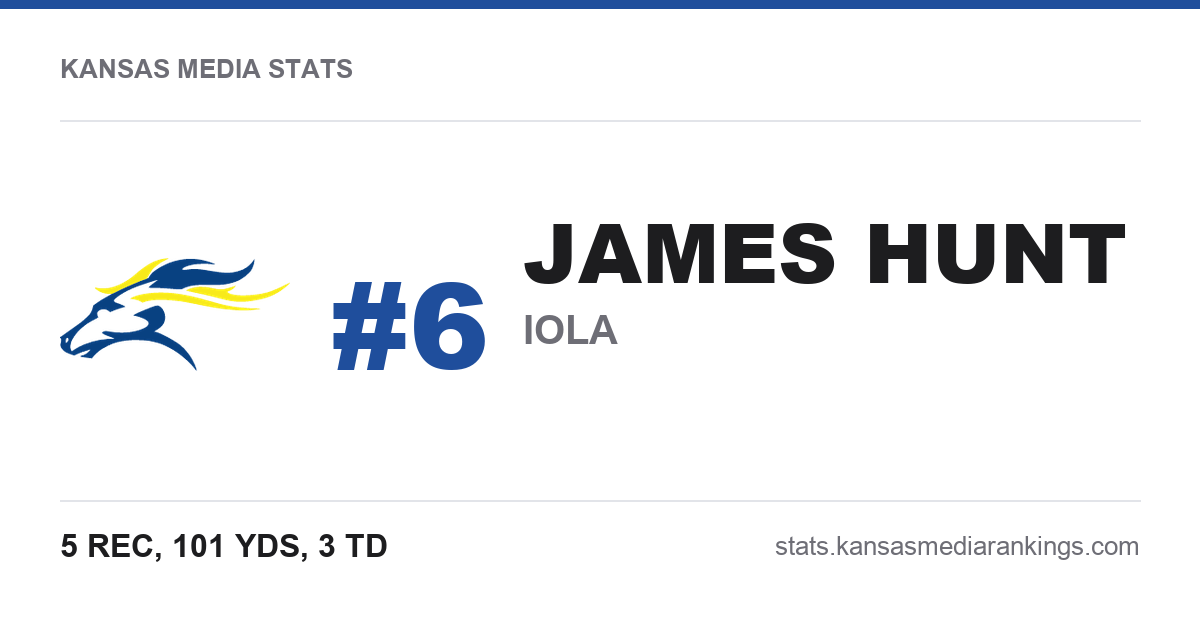 KANSAS MEDIA STATS
#6
JAMES HUNT
IOLA
5 REC, 101 YDS, 3 TD
stats.kansasmediarankings.com